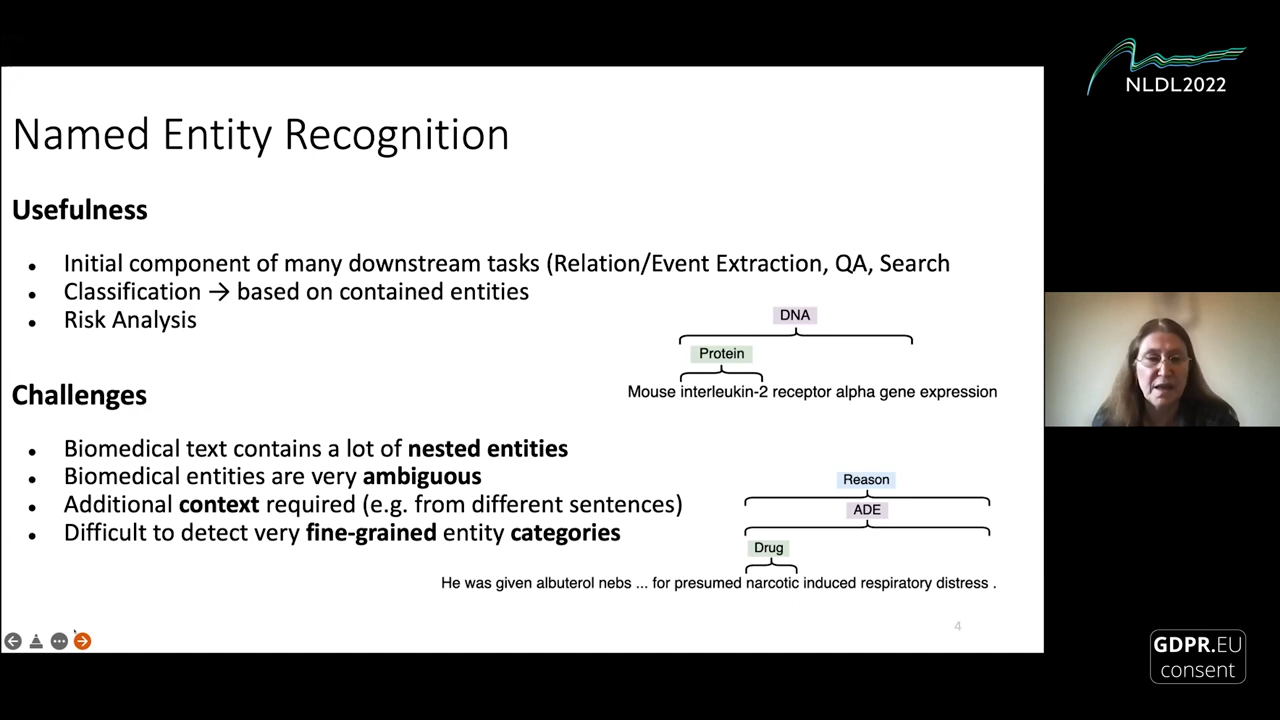 NLDL2022
Named Entity Recognition
Usefulness
• Initial component of many downstream tasks (Relation/Event Extraction, QA, Search
• Classification → based on contained entities
• Risk Analysis
DNA
Protein
Mouse interleukin-2 receptor alpha gene expression
Challenges
• Biomedical text contains a lot of nested entities
• Biomedical entities are very ambiguous
• Additional context required (e.g. from different sentences)
• Difficult to detect very fine-grained entity categories
Reason
ADE
Drug
He was given albuterol nebs ... for presumed narcotic induced respiratory distress .
4
GDPR.EU
consent